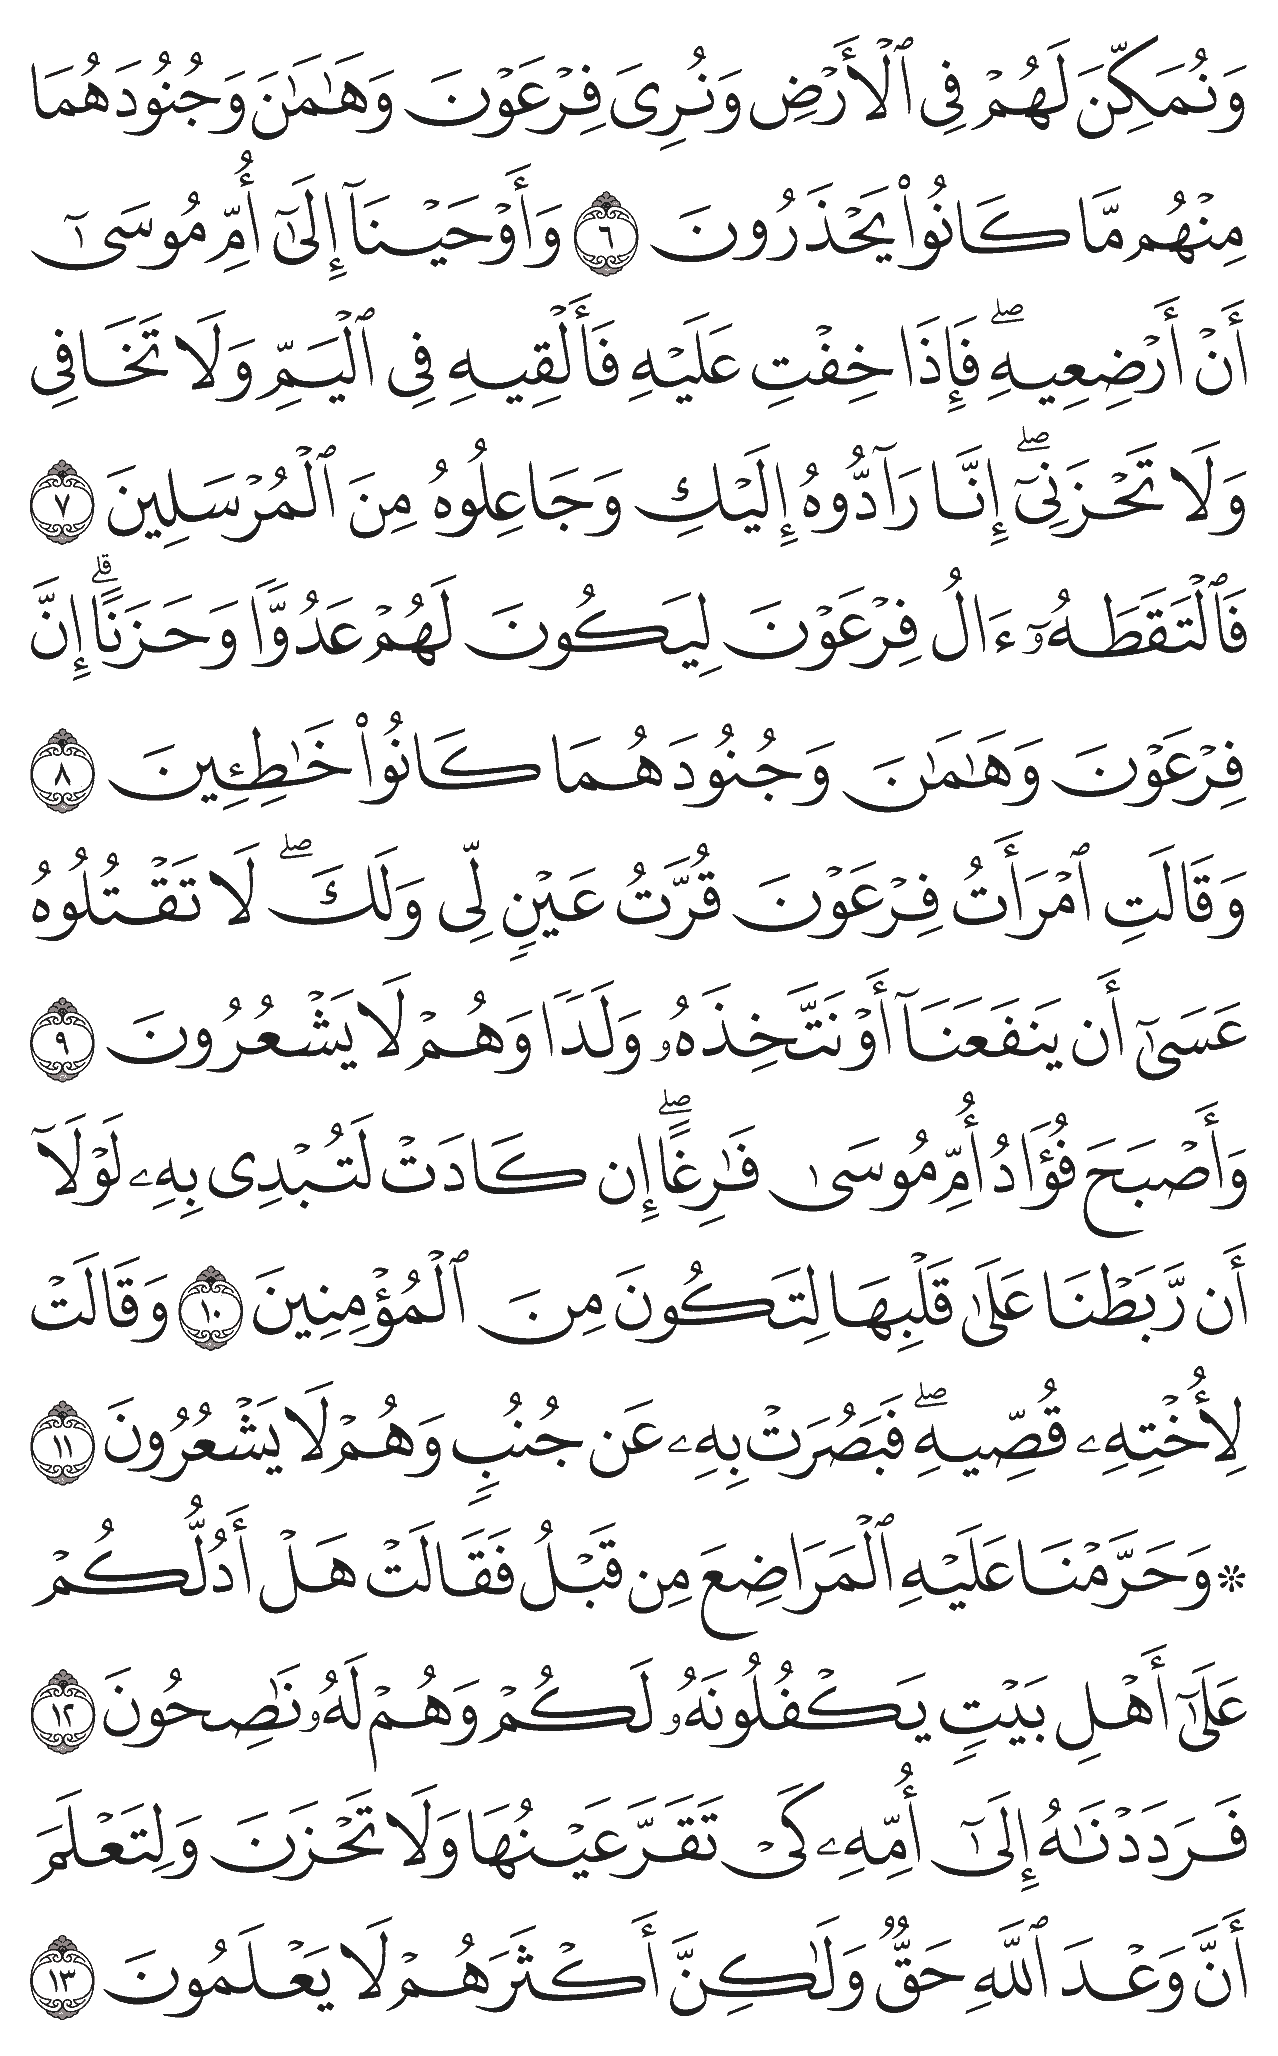 وَنُمَكِّنَ لَهُمْ فِى ٱلْأَرْضِ وَنُرِىَ فِرْعَوْنَ وَهَـٰمَـٰنَ وَجُنُودَهُمَا
مِنْهُم مَّا كَانُوا۟ يَحْذَرُونَ ٦ وَأَوْحَيْنَآ إِلَىٰٓ أُمِّ مُوسَىٰٓ
أَنْ أَرْضِعِيهِ ۖ فَإِذَا خِفْتِ عَلَيْهِ فَأَلْقِيهِ فِى ٱلْيَمِّ وَلَا تَخَافِى
وَلَا تَحْزَنِىٓ ۖ إِنَّا رَآدُّوهُ إِلَيْكِ وَجَاعِلُوهُ مِنَ ٱلْمُرْسَلِينَ ٧
فَٱلْتَقَطَهُۥٓ ءَالُ فِرْعَوْنَ لِيَكُونَ لَهُمْ عَدُوًّا وَحَزَنًا ۗ إِنَّ
فِرْعَوْنَ وَهَـٰمَـٰنَ وَجُنُودَهُمَا كَانُوا۟ خَـٰطِـِٔينَ ٨
وَقَالَتِ ٱمْرَأَتُ فِرْعَوْنَ قُرَّتُ عَيْنٍ لِّى وَلَكَ ۖ لَا تَقْتُلُوهُ
عَسَىٰٓ أَن يَنفَعَنَآ أَوْ نَتَّخِذَهُۥ وَلَدًا وَهُمْ لَا يَشْعُرُونَ ٩
وَأَصْبَحَ فُؤَادُ أُمِّ مُوسَىٰ فَـٰرِغًا ۖ إِن كَادَتْ لَتُبْدِى بِهِۦ لَوْلَآ
أَن رَّبَطْنَا عَلَىٰ قَلْبِهَا لِتَكُونَ مِنَ ٱلْمُؤْمِنِينَ ١٠ وَقَالَتْ
لِأُخْتِهِۦ قُصِّيهِ ۖ فَبَصُرَتْ بِهِۦ عَن جُنُبٍ وَهُمْ لَا يَشْعُرُونَ ١١
۞ وَحَرَّمْنَا عَلَيْهِ ٱلْمَرَاضِعَ مِن قَبْلُ فَقَالَتْ هَلْ أَدُلُّكُمْ
عَلَىٰٓ أَهْلِ بَيْتٍ يَكْفُلُونَهُۥ لَكُمْ وَهُمْ لَهُۥ نَـٰصِحُونَ ١٢
فَرَدَدْنَـٰهُ إِلَىٰٓ أُمِّهِۦ كَىْ تَقَرَّ عَيْنُهَا وَلَا تَحْزَنَ وَلِتَعْلَمَ
أَنَّ وَعْدَ ٱللَّهِ حَقٌّ وَلَـٰكِنَّ أَكْثَرَهُمْ لَا يَعْلَمُونَ ١٣